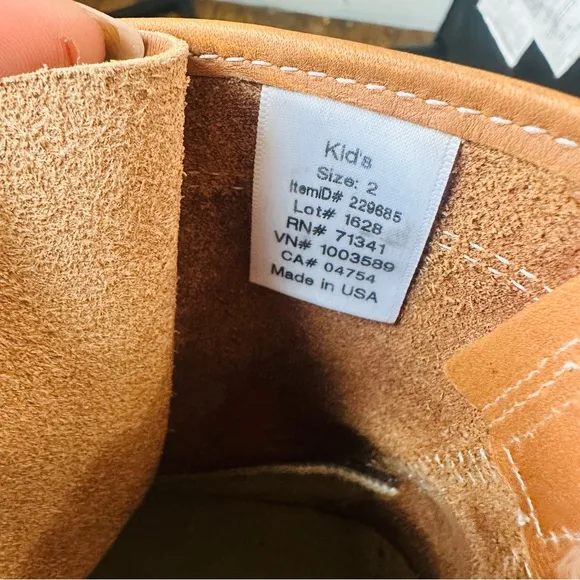 Kid's
Size: 2
ItemID# 229685
Lot# 1628
RN# 71341
VN# 1003589
CA# 04754
Made in USA